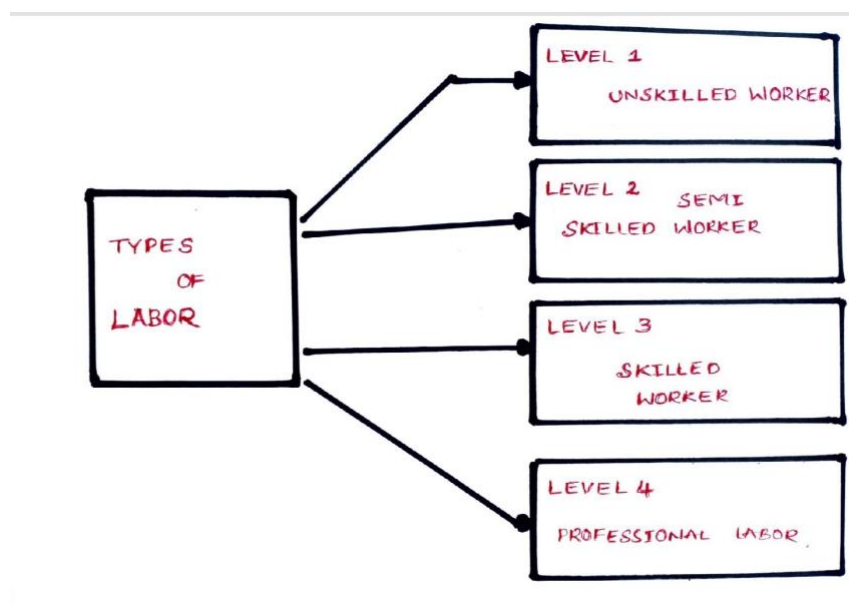 TYPES
OF
LABOR
LEVEL 1
UNSKILLED WORKER
LEVEL 2 SEMI
SKILLED WORKER
LEVEL 3
SKILLED
WORKER
LEVEL 4
PROFESSIONAL LABOR